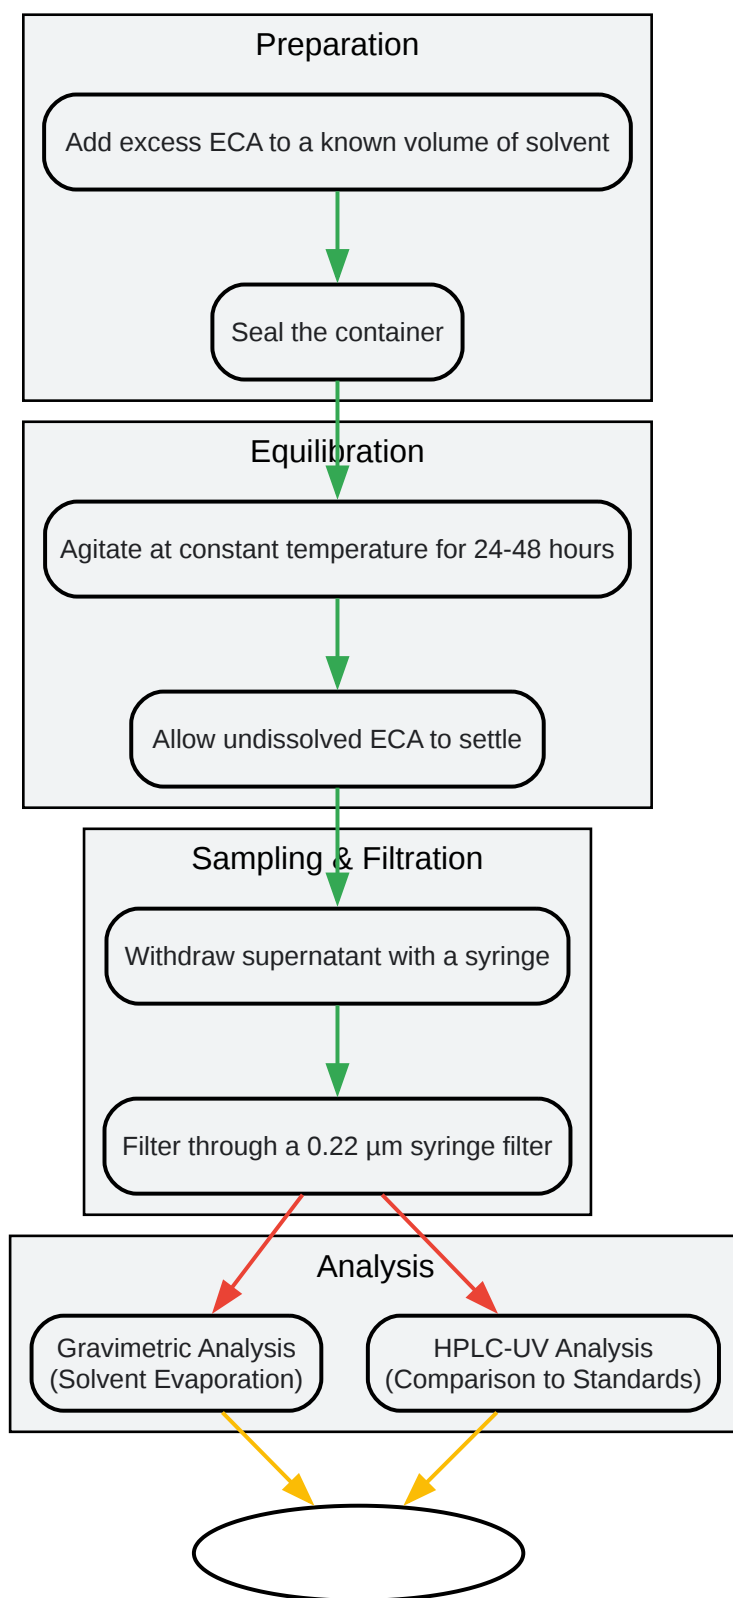 Preparation
Add excess ECA to a known volume of solvent
Seal the container
Equilibration
Agitate at constant temperature for 24-48 hours
Allow undissolved ECA to settle
Sampling & Filtration
Withdraw supernatant with a syringe
Filter through a 0.22 µm syringe filter
Analysis
Gravimetric Analysis
(Solvent Evaporation)
HPLC-UV Analysis
(Comparison to Standards)